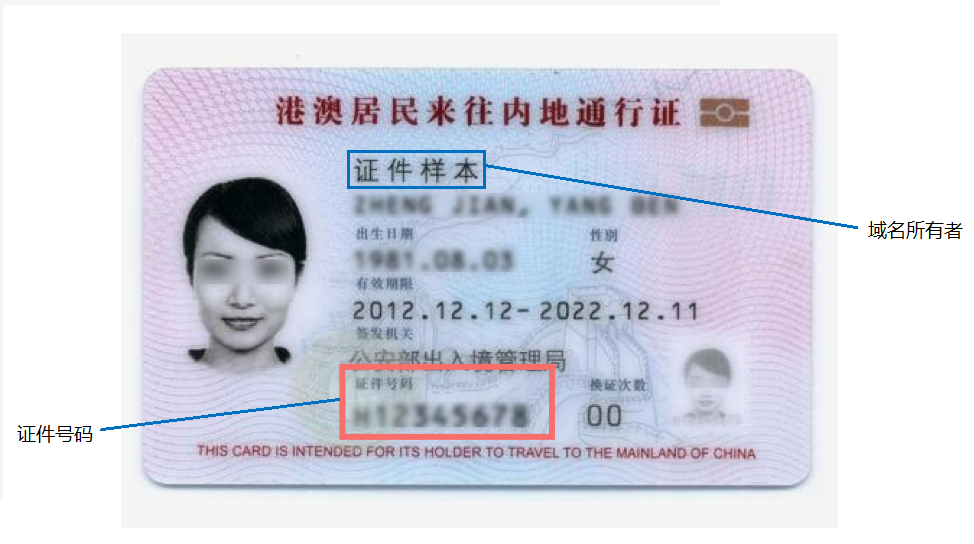 港澳居民来往内地通行证
证件样本
ZHENG JIAN, YANG BEN
域名所有者
出生日期 性别
1981.08.03 女
有效期限
2012.12.12-2022.12.11
签发机关
公安部出入境管理局
证件号码 换证次数
H12345678 00
证件号码
THIS CARD IS INTENDED FOR ITS HOLDER TO TRAVEL TO THE MAINLAND OF CHINA